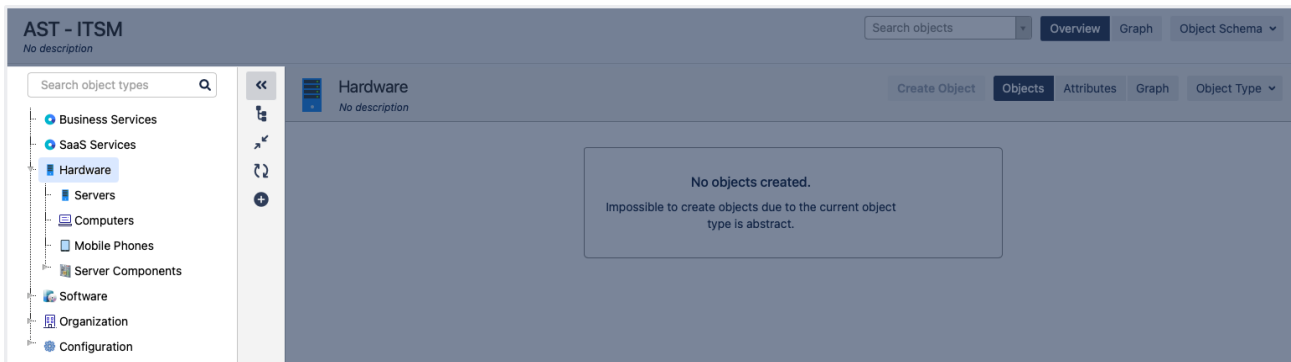 AST - ITSM
No description
Search objects
Overview
Graph
Object Schema
Search object types
Business Services
SaaS Services
Hardware
Servers
Computers
Mobile Phones
Server Components
Software
Organization
Configuration
Hardware
No description
Create Object
Objects
Attributes
Graph
Object Type
No objects created.
Impossible to create objects due to the current object
type is abstract.